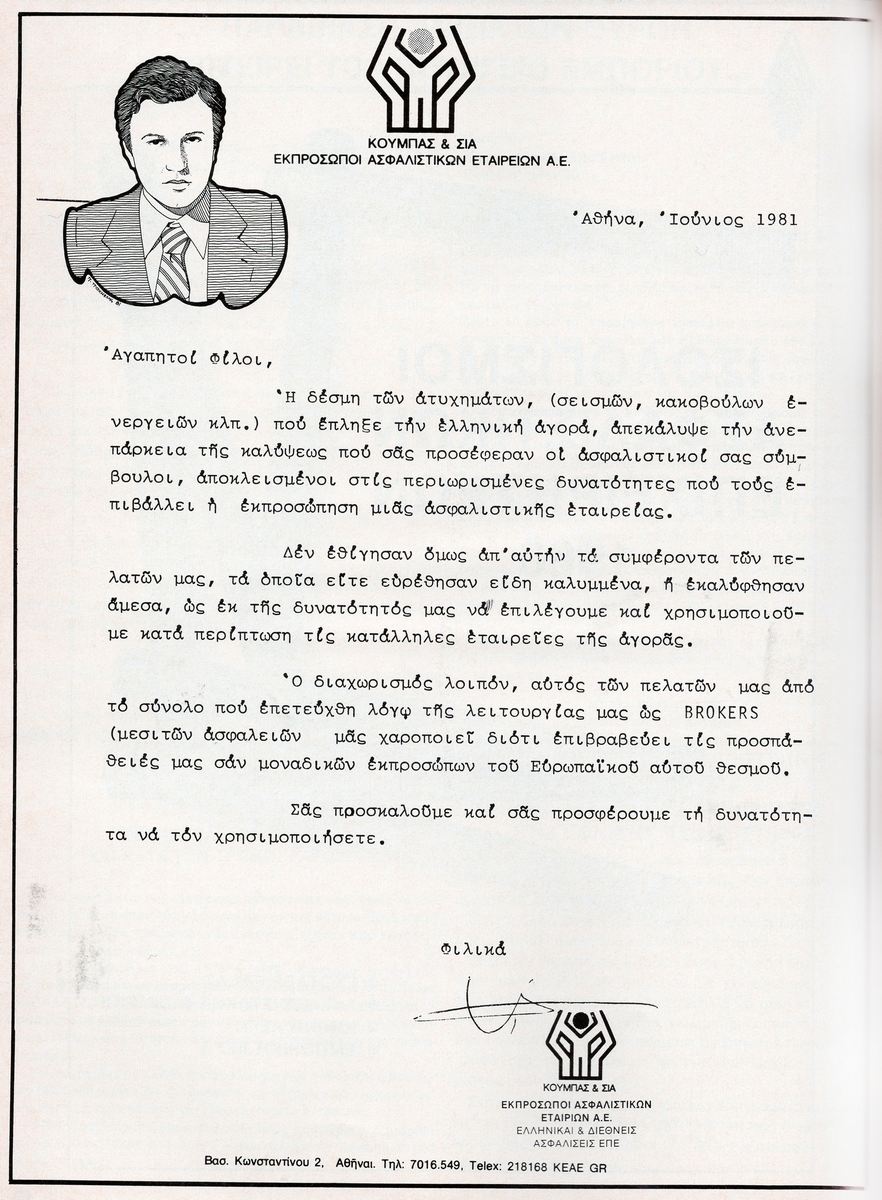 ΚΟΥΜΠΑΣ & ΣΙΑ
ΕΚΠΡΟΣΩΠΟΙ ΑΣΦΑΛΙΣΤΙΚΩΝ ΕΤΑΙΡΕΙΩΝ Α.Ε.
Ἀθήνα, Ἰούνιος 1981
Ἀγαπητοί Φίλοι,
Ἡ δέσμη τῶν ἀτυχημάτων, (σεισμῶν, κακοβούλων ἐ-
νεργειῶν κλπ.) πού ἔπληξε τήν ἑλληνική ἀγορά, ἀπεκάλυψε τήν ἀνε-
πάρκεια τῆς καλύψεως πού σᾶς προσέφεραν οἱ ἀσφαλιστικοί σας σύμ-
βουλοι, ἀποκλεισμένοι στίς περιωρισμένες δυνατότητες πού τούς ἐ-
πιβάλλει ἡ ἐκπροσώπηση μιᾶς ἀσφαλιστικῆς ἑταιρείας.
Δέν ἐθίγησαν ὅμως ἀπ'αὐτήν τά συμφέροντα τῶν πε-
λατῶν μας, τά ὁποῖα εἴτε εὑρέθησαν εἴδη καλυμμένα, ἤ ἐκαλύφθησαν
ἄμεσα, ὡς ἐκ τῆς δυνατότητός μας νά ἐπιλέγουμε καί χρησιμοποιοῦ-
με κατά περίπτωση τίς κατάλληλες ἑταιρεῖες τῆς ἀγορᾶς.
Ὁ διαχωρισμός λοιπόν, αὐτός τῶν πελατῶν μας ἀπό
τό σύνολο πού ἐπετεύχθη λόγῳ τῆς λειτουργίας μας ὡς BROKERS
(μεσιτῶν ἀσφαλειῶν μᾶς χαροποιεῖ διότι ἐπιβραβεύει τίς προσπά-
θειές μας σάν μοναδικῶν ἐκπροσώπων τοῦ Εὐρωπαϊκοῦ αὐτοῦ θεσμοῦ.
Σᾶς προσκαλοῦμε καί σᾶς προσφέρουμε τή δυνατότη-
τα νά τόν χρησιμοποιήσετε.
Φιλικά
ΚΟΥΜΠΑΣ & ΣΙΑ
ΕΚΠΡΟΣΩΠΟΙ ΑΣΦΑΛΙΣΤΙΚΩΝ
ΕΤΑΙΡΙΩΝ Α.Ε.
ΕΛΛΗΝΙΚΑΙ & ΔΙΕΘΝΕΙΣ
ΑΣΦΑΛΙΣΕΙΣ ΕΠΕ
Βασ. Κωνσταντίνου 2, Αθήναι. Τηλ: 7016.549, Telex: 218168 KEAE GR